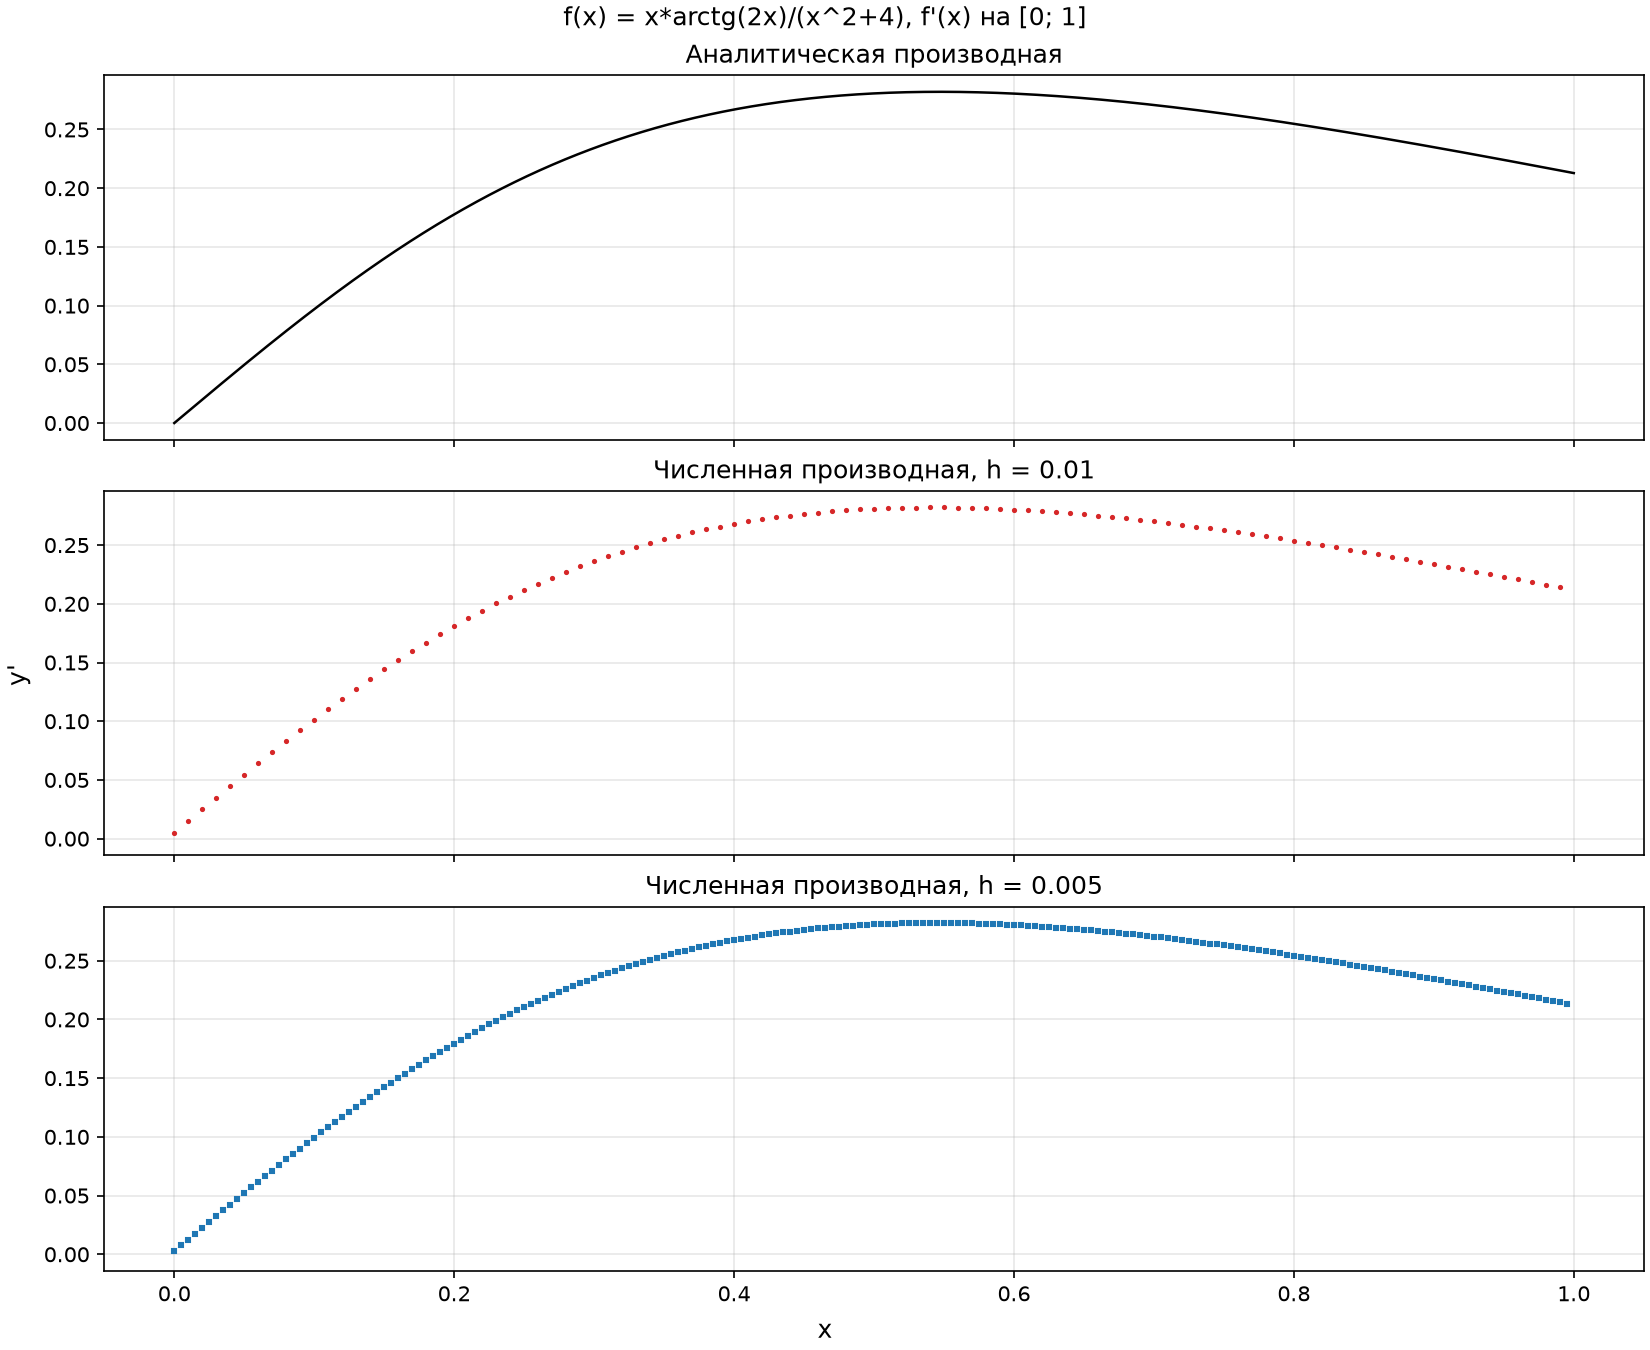 f(x) = x*arctg(2x)/(x^2+4), f'(x) на [0; 1]
Аналитическая производная
0.25
0.20
0.15
0.10
0.05
0.00
Численная производная, h = 0.01
0.25
0.20
0.15
0.10
0.05
0.00
y'
Численная производная, h = 0.005
0.25
0.20
0.15
0.10
0.05
0.00
0.0 0.2 0.4 0.6 0.8 1.0
x